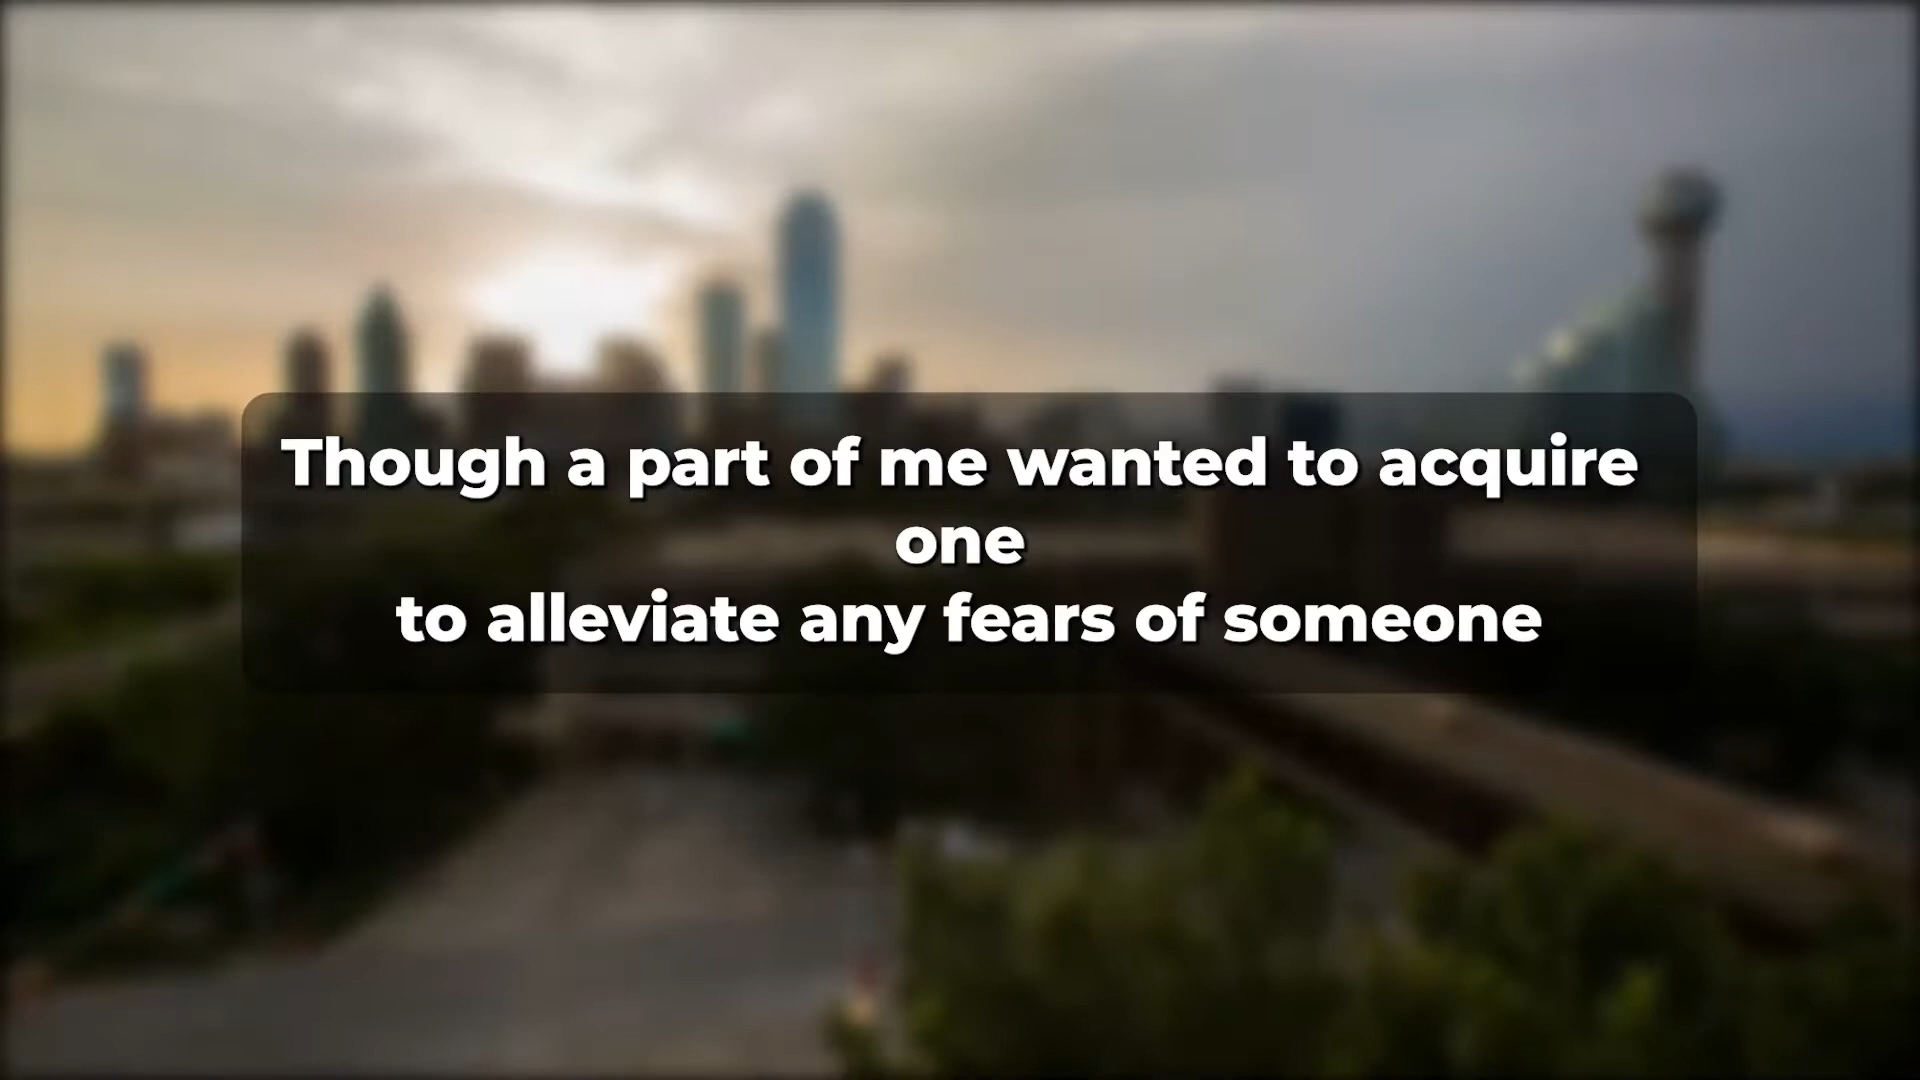 Though a part of me wanted to acquire
one
to alleviate any fears of someone